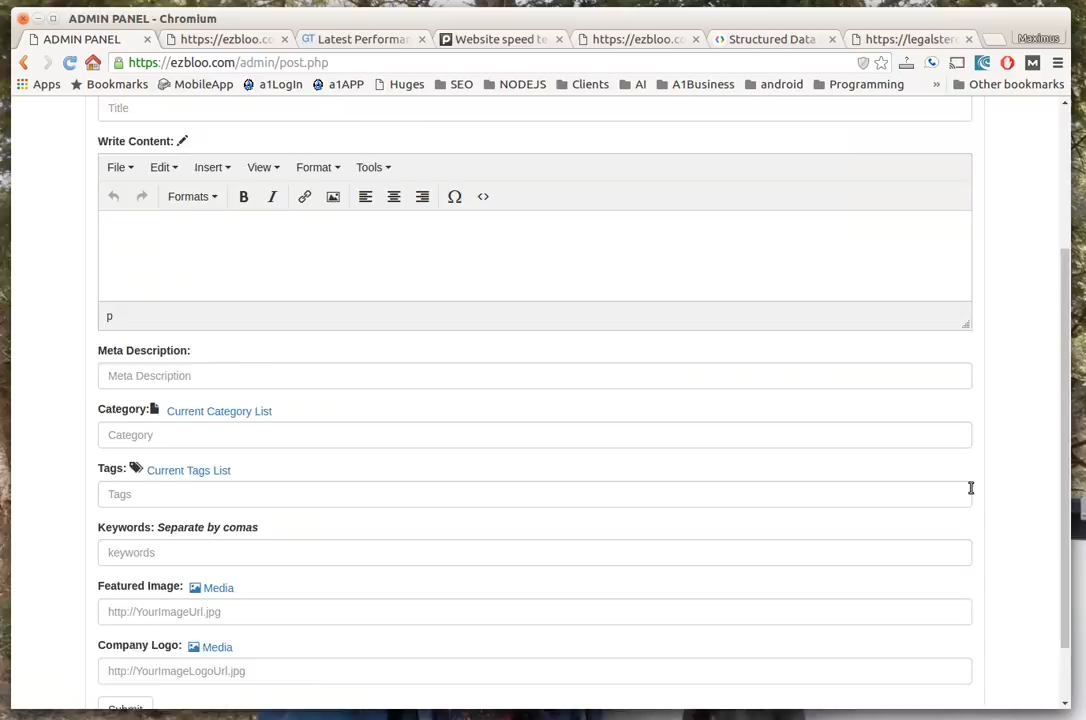 ADMIN PANEL - Chromium
ADMIN PANEL
https://ezbloo.co
Latest Performan
Website speed te
https://ezbloo.co
Structured Data
https://legalster
Maximus
https://ezbloo.com/admin/post.php
Apps
Bookmarks
MobileApp
a1LogIn
a1APP
Huges
SEO
NODEJS
Clients
AI
A1Business
android
Programming
»
Other bookmarks
Title
Write Content:
File Edit Insert View Format Tools
Formats B I Ω <>
p
Meta Description:
Meta Description
Category: Current Category List
Category
Tags: Current Tags List
Tags
Keywords: Separate by comas
keywords
Featured Image: Media
http://YourImageUrl.jpg
Company Logo: Media
http://YourImageLogoUrl.jpg
Submit